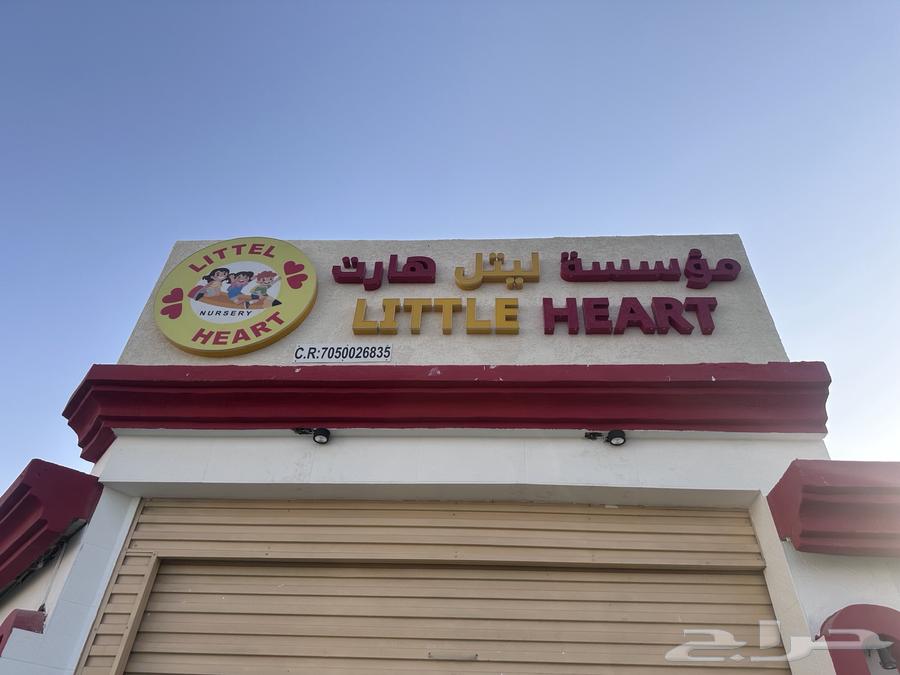 LITTEL
NURSERY
HEART
مؤسسة ليتل هارت
LITTLE HEART
C.R:7050026835
حراج